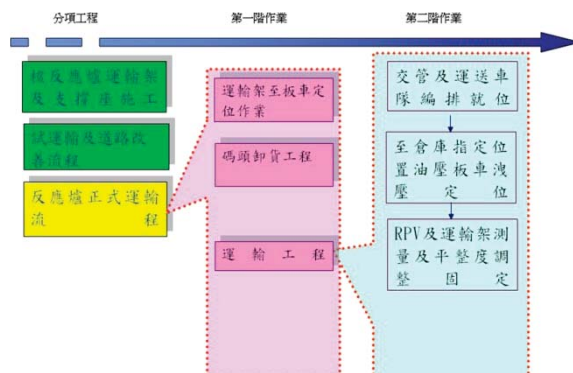 分項工程
第一階作業
第二階作業
核反應爐運輸架
及支撐座施工
試運輸及道路改
善流程
反應爐正式運輸
流程
運輸架至板車定
位作業
碼頭卸貨工程
運輸工程
交管及運送車
隊編排就位
至倉庫指定位
置油壓板車洩
壓定位
RPV及運輸架測
量及平整度調
整固定